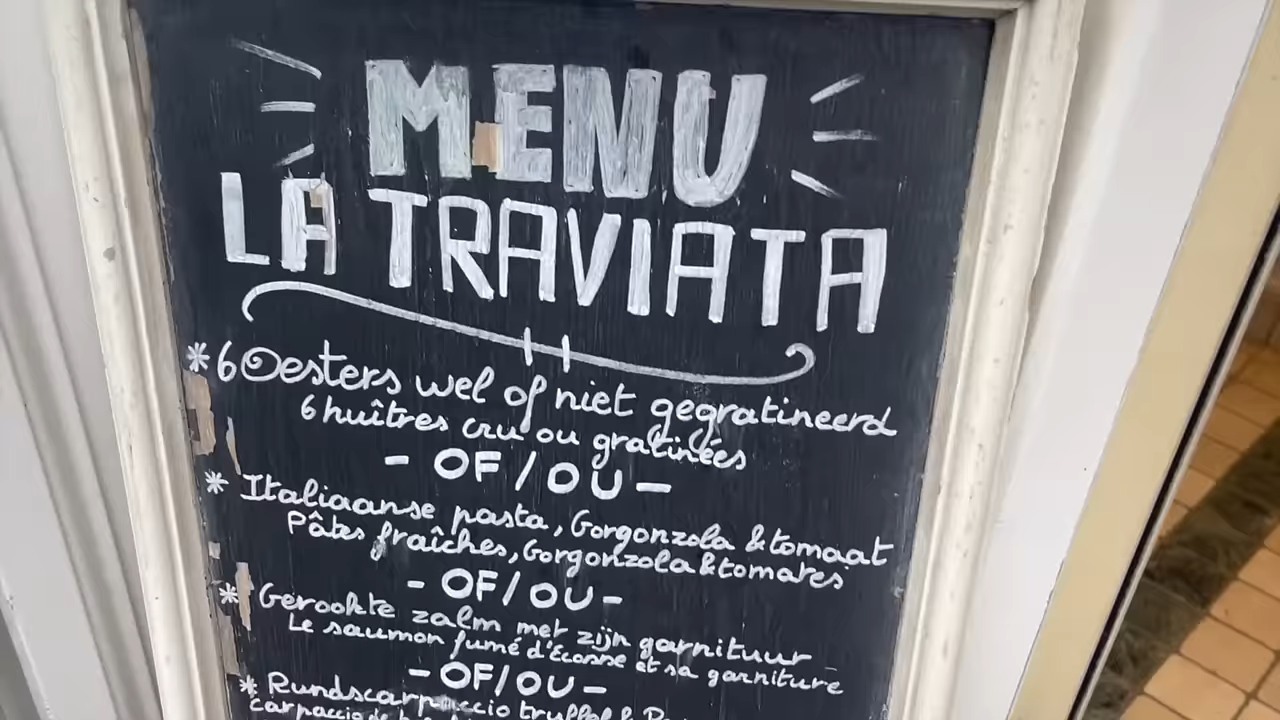 MENU
LA TRAVIATA
*6 Oesters wel of niet gegratineerd
6 huîtres cru ou gratinées
- OF / OU -
* Italiaanse pasta, Gorgonzola & tomaat
Pâtes fraîches, Gorgonzola & tomates
- OF / OU -
* Gerookte zalm met zijn garnituur
Le saumon fumé d'Ecosse et sa garniture
- OF / OU -
* Rundscarpaccio truffel &
carpaccio de